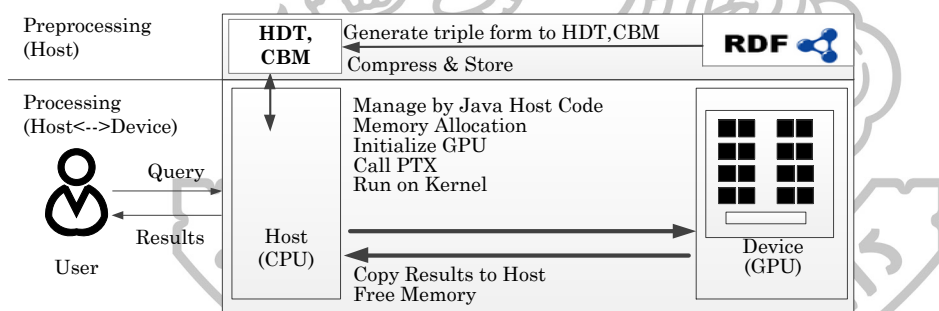 Preprocessing
(Host)
HDT,
CBM
Generate triple form to HDT,CBM
Compress & Store
RDF
Processing
(Host<-->Device)
Manage by Java Host Code
Memory Allocation
Initialize GPU
Call PTX
Run on Kernel
Query
Results
User
Host
(CPU)
Copy Results to Host
Free Memory
Device
(GPU)